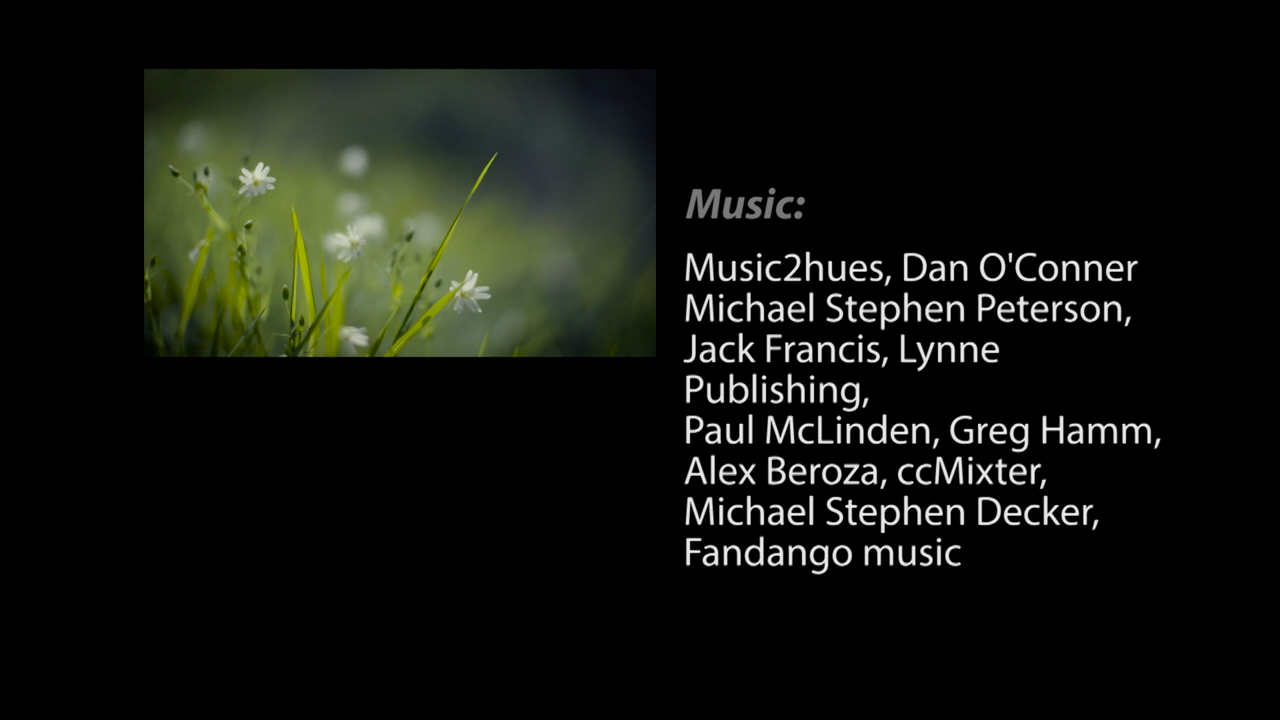 Music:
Music2hues, Dan O'Conner
Michael Stephen Peterson,
Jack Francis, Lynne
Publishing,
Paul McLinden, Greg Hamm,
Alex Beroza, ccMixter,
Michael Stephen Decker,
Fandango music